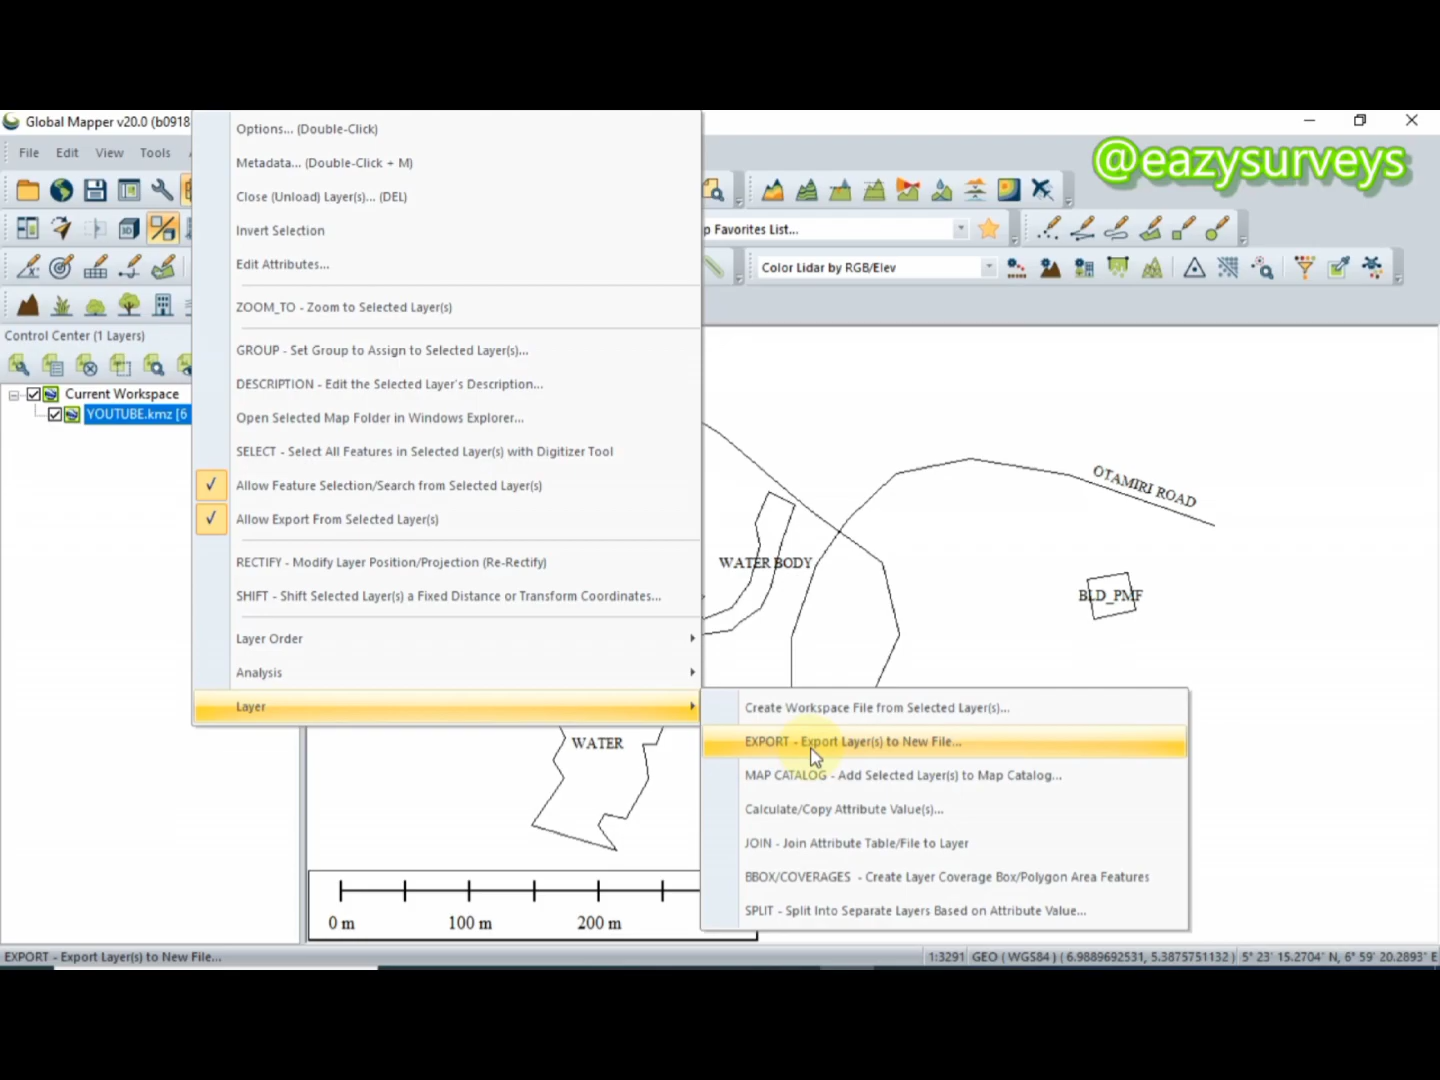 Global Mapper v20.0 (b0918
@eazysurveys
File Edit View Tools
p Favorites List...
Color Lidar by RGB/Elev
Control Center (1 Layers)
Current Workspace
YOUTUBE.kmz [6
Options... (Double-Click)
Metadata... (Double-Click + M)
Close (Unload) Layer(s)... (DEL)
Invert Selection
Edit Attributes...
ZOOM_TO - Zoom to Selected Layer(s)
GROUP - Set Group to Assign to Selected Layer(s)...
DESCRIPTION - Edit the Selected Layer's Description...
Open Selected Map Folder in Windows Explorer...
SELECT - Select All Features in Selected Layer(s) with Digitizer Tool
Allow Feature Selection/Search from Selected Layer(s)
Allow Export From Selected Layer(s)
RECTIFY - Modify Layer Position/Projection (Re-Rectify)
SHIFT - Shift Selected Layer(s) a Fixed Distance or Transform Coordinates...
Layer Order
Analysis
Layer
Create Workspace File from Selected Layer(s)...
EXPORT - Export Layer(s) to New File...
MAP CATALOG - Add Selected Layer(s) to Map Catalog...
Calculate/Copy Attribute Value(s)...
JOIN - Join Attribute Table/File to Layer
BBOX/COVERAGES - Create Layer Coverage Box/Polygon Area Features
SPLIT - Split Into Separate Layers Based on Attribute Value...
OTAMIRI ROAD
WATER BODY
BLD_PMF
WATER
0 m 100 m 200 m
EXPORT - Export Layer(s) to New File...
1:3291 GEO ( WGS84 ) ( 6.9889692531, 5.3875751132 ) 5° 23' 15.2704" N, 6° 59' 20.2893" E